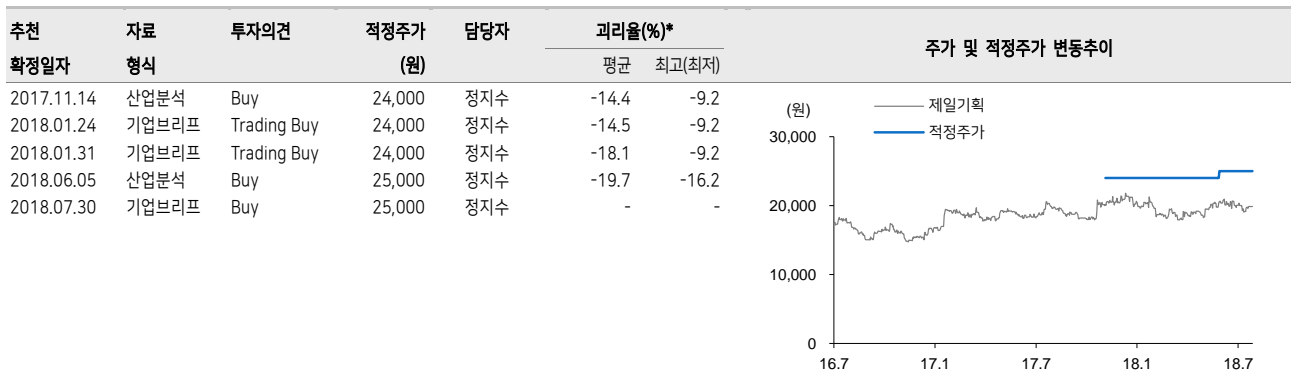 추천 자료 투자의견 적정주가 담당자 괴리율(%)* 주가 및 적정주가 변동추이
확정일자 형식 (원) 평균 최고(최저)
2017.11.14 산업분석 Buy 24,000 정지수 -14.4 -9.2
2018.01.24 기업브리프 Trading Buy 24,000 정지수 -14.5 -9.2
2018.01.31 기업브리프 Trading Buy 24,000 정지수 -18.1 -9.2
2018.06.05 산업분석 Buy 25,000 정지수 -19.7 -16.2
2018.07.30 기업브리프 Buy 25,000 정지수 - -
(원)
제일기획
적정주가
30,000
20,000
10,000
0
16.7 17.1 17.7 18.1 18.7